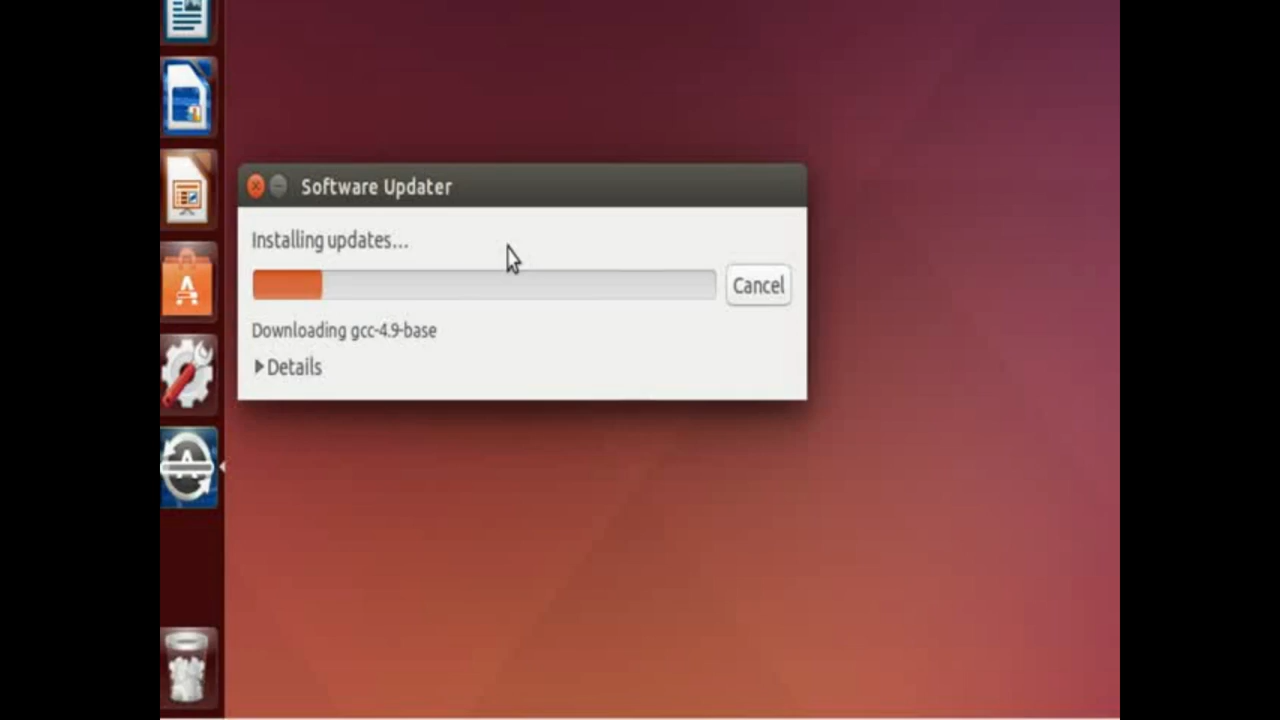 Software Updater
Installing updates...
Cancel
Downloading gcc-4.9-base
Details